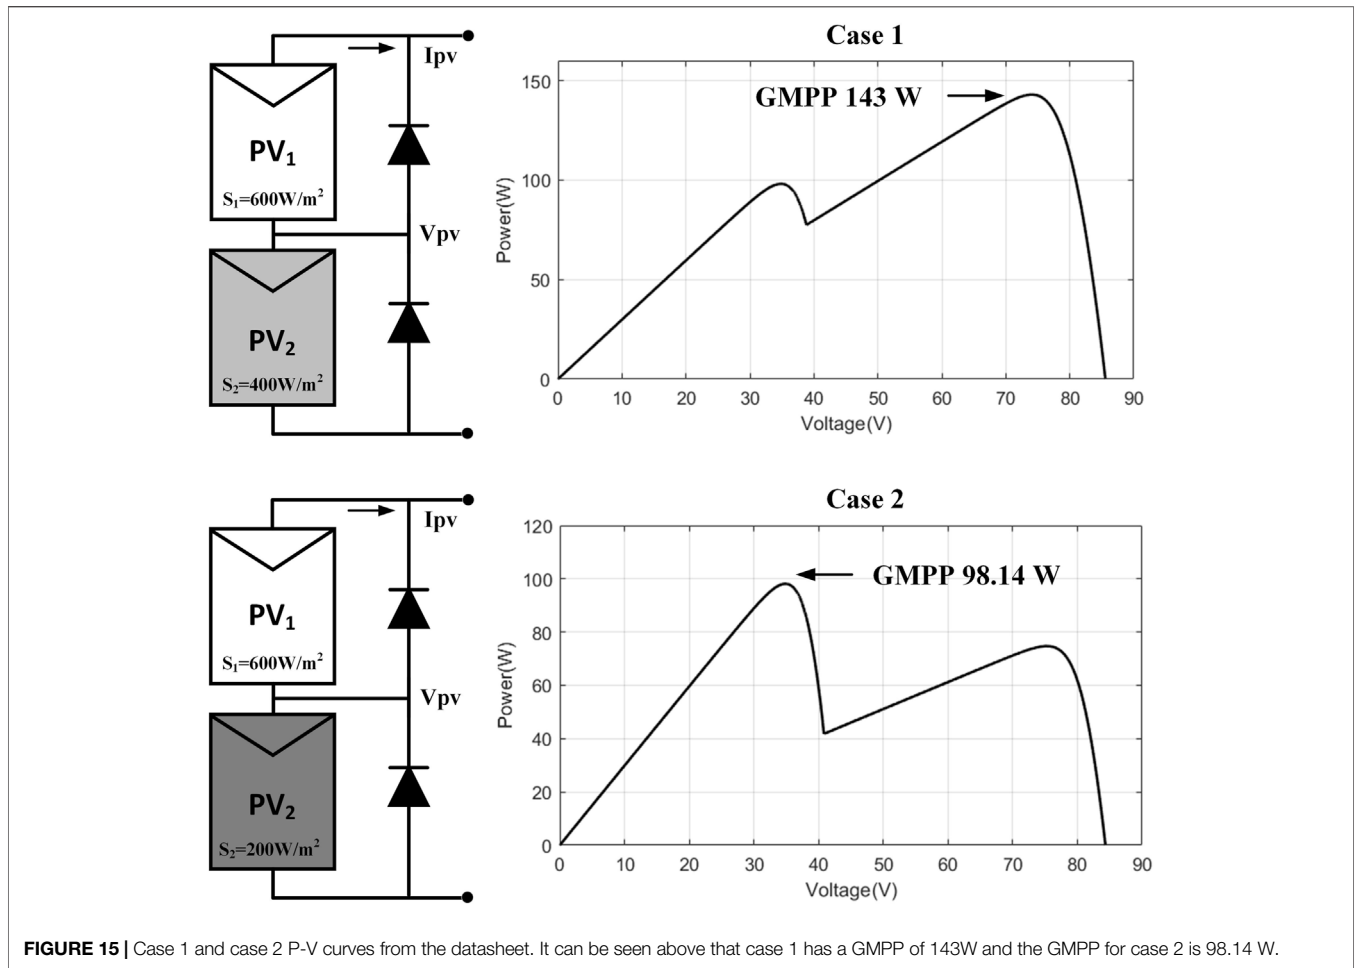 Case 1
Ipv
PV1
S1=600W/m2
Vpv
PV2
S2=400W/m2
GMPP 143 W
Power(W)
150
100
50
0
0 10 20 30 40 50 60 70 80 90
Voltage(V)
Case 2
Ipv
PV1
S1=600W/m2
Vpv
PV2
S2=200W/m2
GMPP 98.14 W
Power(W)
120
100
80
60
40
20
0
0 10 20 30 40 50 60 70 80 90
Voltage(V)
FIGURE 15 | Case 1 and case 2 P-V curves from the datasheet. It can be seen above that case 1 has a GMPP of 143W and the GMPP for case 2 is 98.14 W.